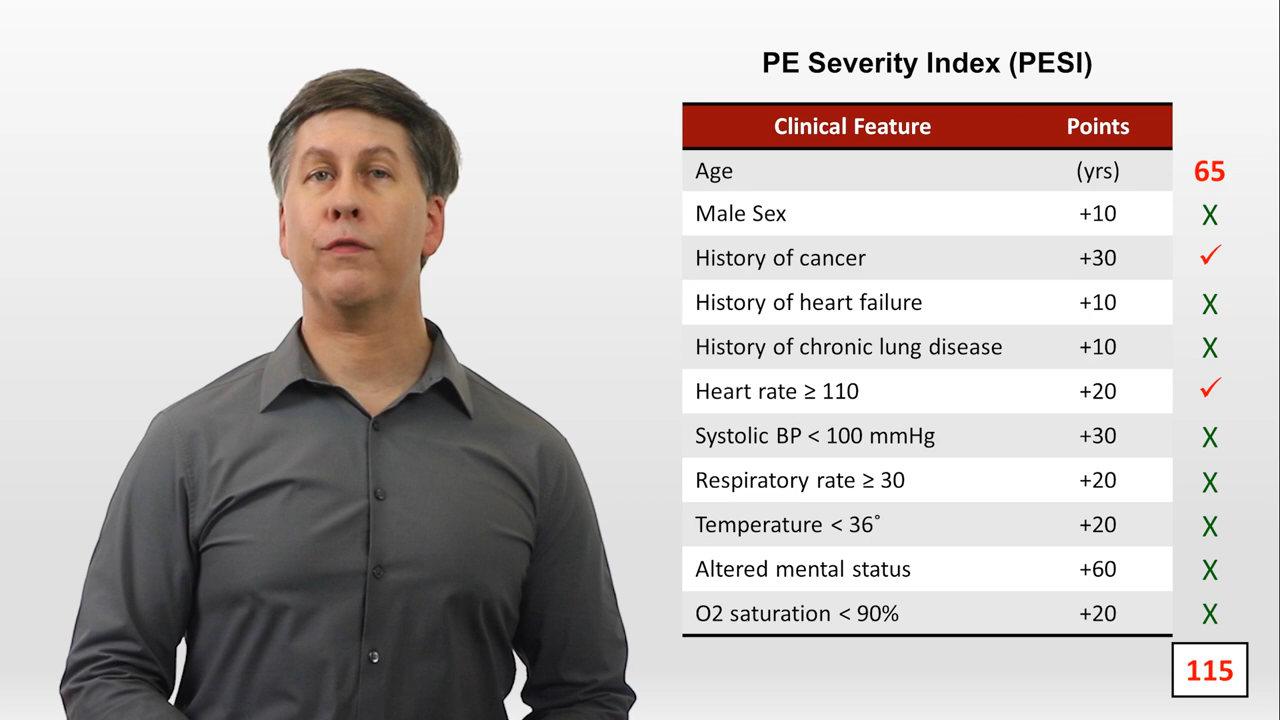 PE Severity Index (PESI)
Clinical Feature Points
Age (yrs) 65
Male Sex +10 X
History of cancer +30 ✓
History of heart failure +10 X
History of chronic lung disease +10 X
Heart rate ≥ 110 +20 ✓
Systolic BP < 100 mmHg +30 X
Respiratory rate ≥ 30 +20 X
Temperature < 36˚ +20 X
Altered mental status +60 X
O2 saturation < 90% +20 X
115